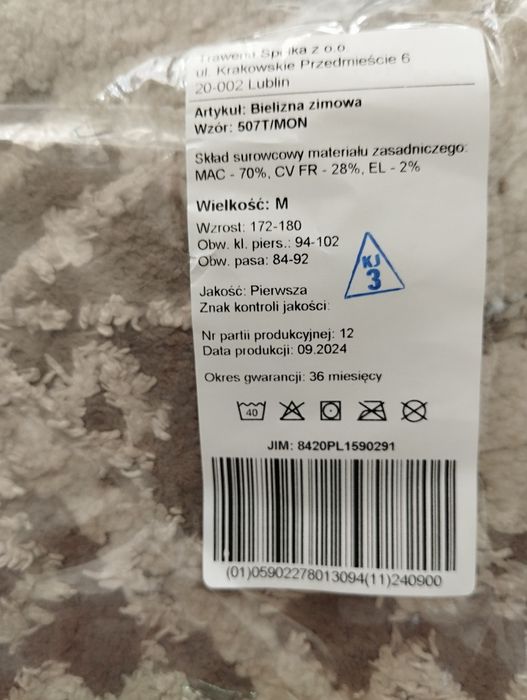 z o.o
ul. Krakowskie Przedmieście 6
20-002 Lublin
Artykuł: Bielizna zimowa
Wzór: 507T/MON
Skład surowcowy materiału zasadniczego:
MAC - 70%, CV FR - 28%, EL - 2%
Wielkość: M
Wzrost: 172-180
Obw. kl. piers.: 94-102
Obw. pasa: 84-92
KJ
3
Jakość: Pierwsza
Znak kontroli jakości:
Nr partii produkcyjnej: 12
Data produkcji: 09.2024
Okres gwarancji: 36 miesięcy
40
JIM: 8420PL1590291
(01)05902278013094(11)240900